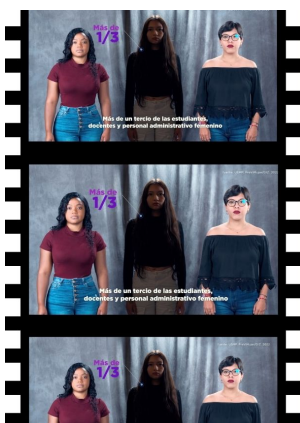 Más de
1/3
Más de un tercio de las estudiantes,
docentes y personal administrativo femenino
Más de
1/3
Más de un tercio de las estudiantes,
docentes y personal administrativo femenino
Más de
1/3